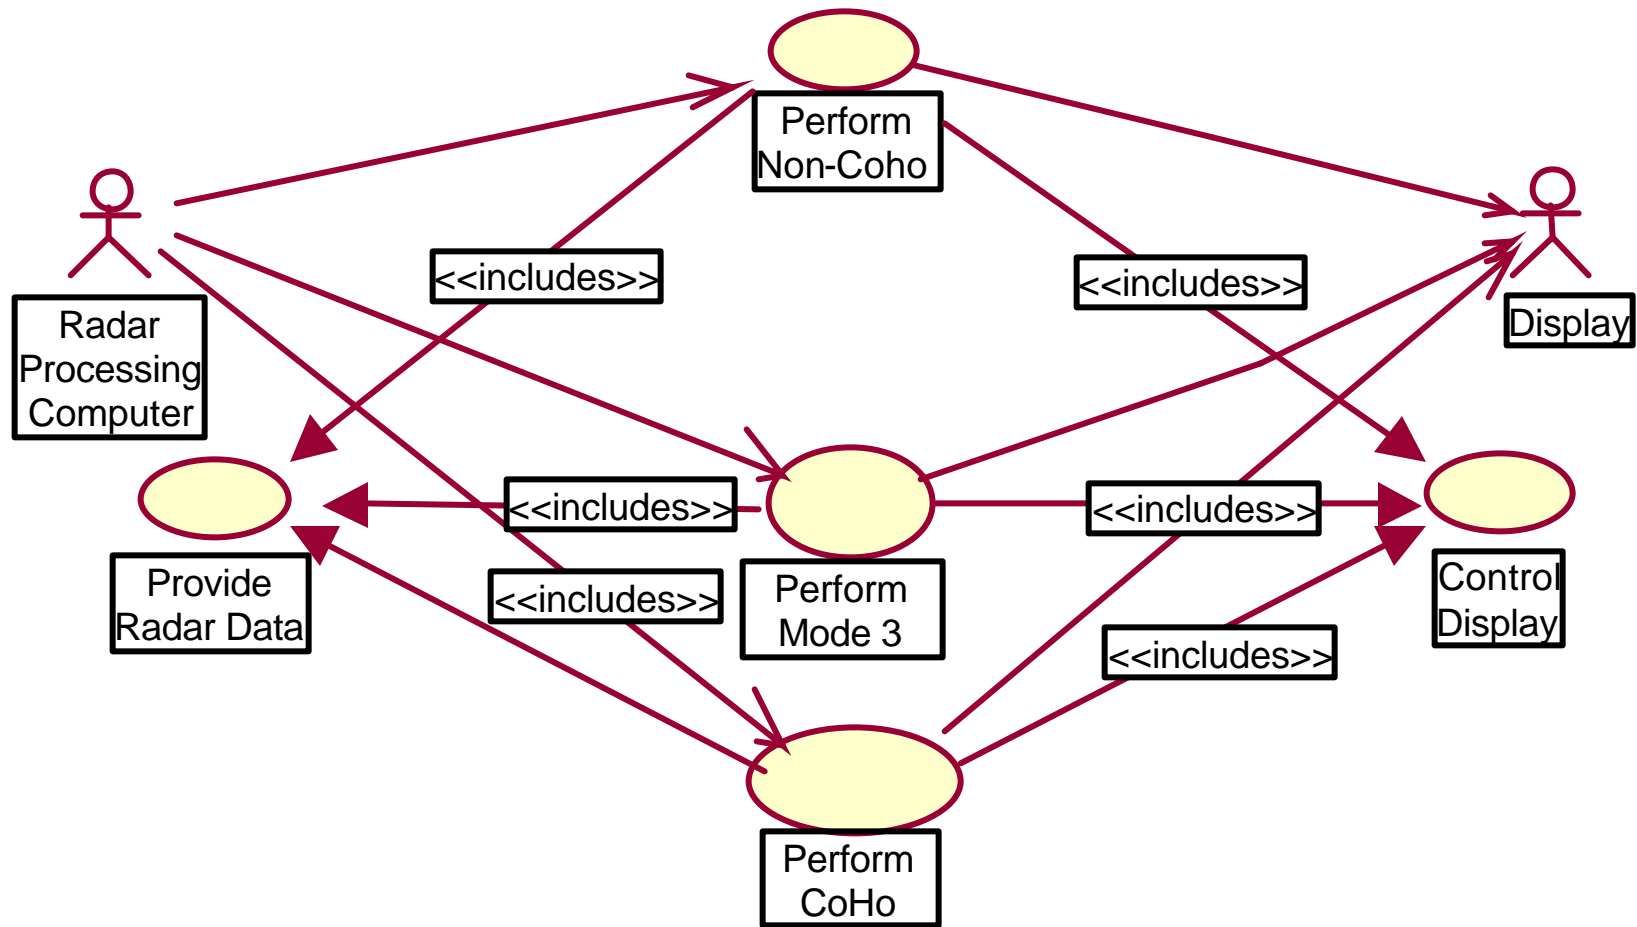 Perform
Non-Coho
<<includes>>
<<includes>>
Radar
Processing
Computer
Display
<<includes>>
<<includes>>
Provide
Radar Data
<<includes>>
Perform
Mode 3
Control
Display
<<includes>>
Perform
CoHo